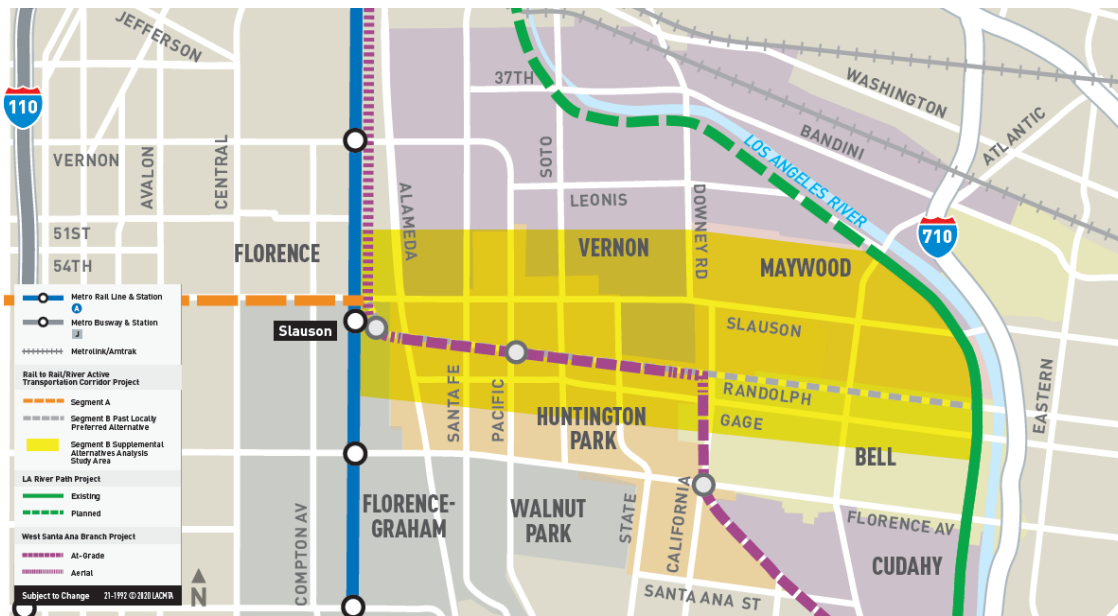 JEFFERSON
37TH
WASHINGTON
110
ATLANTIC
BANDINI
VERNON
AVALON
CENTRAL
SOTO
LOS ANGELES RIVER
ALAMEDA
LEONIS
DOWNEY RD
710
51ST
54TH
FLORENCE
VERNON
MAYWOOD
Slauson
SLAUSON
RANDOLPH
GAGE
SANTA FE
PACIFIC
HUNTINGTON
PARK
EASTERN
BELL
FLORENCE-
GRAHAM
WALNUT
PARK
STATE
CALIFORNIA
FLORENCE AV
COMPTON AV
CUDAHY
SANTA ANA ST
N
Metro Rail Line & Station
A
Metro Busway & Station
J
Metrolink/Amtrak
Rail to Rail/River Active
Transportation Corridor Project
Segment A
Segment B Past Locally
Preferred Alternative
Segment B Supplemental
Alternatives Analysis
Study Area
LA River Path Project
Existing
Planned
West Santa Ana Branch Project
At-Grade
Aerial
Subject to Change 21-1992 ©2020 LACMTA